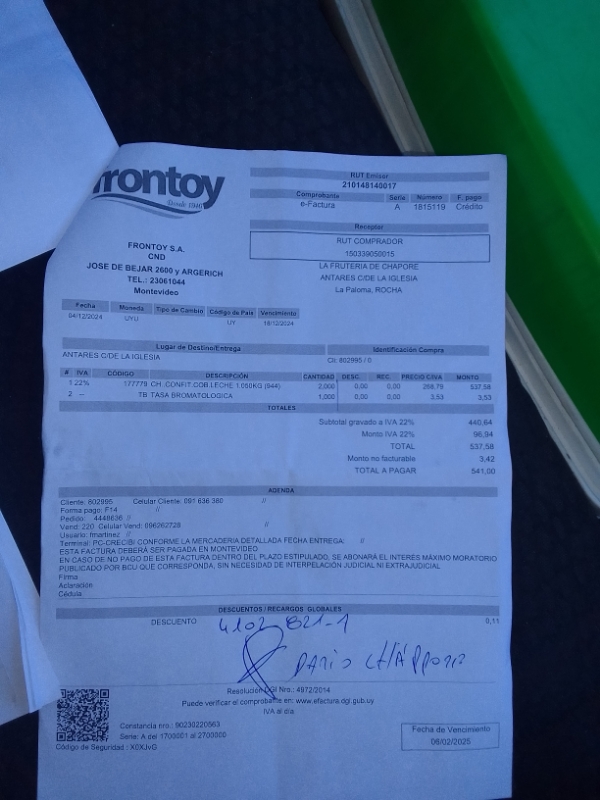 frontoy
Desde 1940
RUT Emisor
210148140017
Comprobante Serie Número F. pago
e-Factura A 1815119 Crédito
Receptor
RUT COMPRADOR
150339050015
FRONTOY S.A.
CND
JOSE DE BEJAR 2600 y ARGERICH
TEL.: 23061044
Montevideo
LA FRUTERIA DE CHAPORE
ANTARES C/DE LA IGLESIA
La Paloma, ROCHA
Fecha Moneda Tipo de Cambio Código de País Vencimiento
04/12/2024 UYU UY 18/12/2024
Lugar de Destino/Entrega Identificación Compra
ANTARES C/DE LA IGLESIA Cli: 802995 / 0
# IVA CÓDIGO DESCRIPCIÓN CANTIDAD DESC. REC. PRECIO C/IVA MONTO
1 22% 177779 CH. CONFIT.COB.LECHE 1.050KG (944) 2,000 0,00 0,00 268,79 537,58
2 -- TB TASA BROMATOLOGICA 1,000 0,00 0,00 3,53 3,53
TOTALES
Subtotal gravado a IVA 22% 440,64
Monto IVA 22% 96,94
TOTAL 537,58
Monto no facturable 3,42
TOTAL A PAGAR 541,00
ADENDA
Cliente: 802995 Celular Cliente: 091 636 380 //
Forma pago: F14 //
Pedido: 4448636 //
Vend: 220 Celular Vend: 096262728
Usuario: fmartinez // //
Terminal: PC-CRECIBI CONFORME LA MERCADERIA DETALLADA FECHA ENTREGA: //
ESTA FACTURA DEBERÁ SER PAGADA EN MONTEVIDEO
EN CASO DE NO PAGO DE ESTA FACTURA DENTRO DEL PLAZO ESTIPULADO, SE ABONARÁ EL INTERÉS MÁXIMO MORATORIO
PUBLICADO POR BCU QUE CORRESPONDA, SIN NECESIDAD DE INTERPELACIÓN JUDICIAL NI EXTRAJUDICIAL
Firma
Aclaración
Cédula
DESCUENTOS / RECARGOS GLOBALES
DESCUENTO 0,11
4102821-1
DARIO
Resolución DGI Nro.: 4972/2014
Puede verificar el comprobante en: www.efactura.dgi.gub.uy
IVA al día
Constancia nro.: 90230220563
Serie: A del 1700001 al 2700000
Código de Seguridad : X0XJvG
Fecha de Vencimiento
06/02/2025